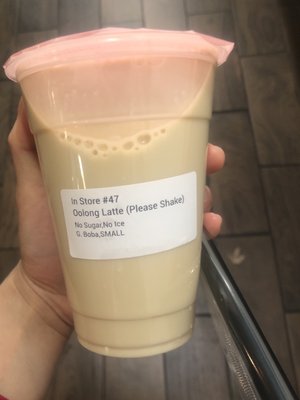 In Store #47
Oolong Latte (Please Shake)
No Sugar,No Ice
G. Boba,SMALL